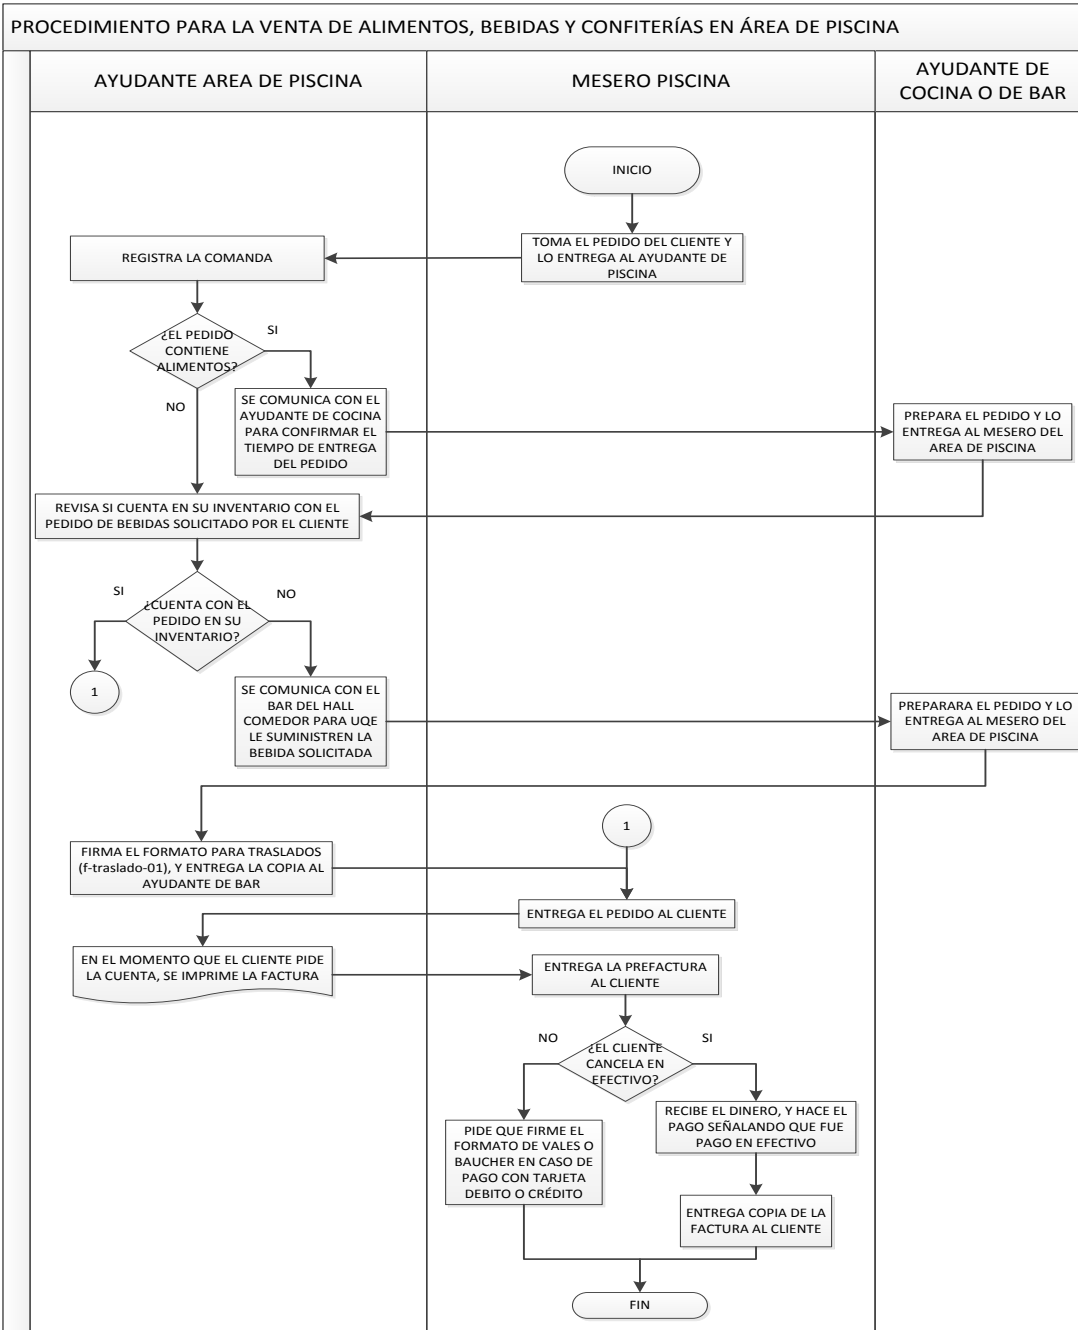 PROCEDIMIENTO PARA LA VENTA DE ALIMENTOS, BEBIDAS Y CONFITERÍAS EN ÁREA DE PISCINA
AYUDANTE AREA DE PISCINA
MESERO PISCINA
AYUDANTE DE
COCINA O DE BAR
INICIO
TOMA EL PEDIDO DEL CLIENTE Y
LO ENTREGA AL AYUDANTE DE
PISCINA
REGISTRA LA COMANDA
¿EL PEDIDO
CONTIENE
ALIMENTOS?
SI
NO
SE COMUNICA CON EL
AYUDANTE DE COCINA
PARA CONFIRMAR EL
TIEMPO DE ENTREGA
DEL PEDIDO
PREPARA EL PEDIDO Y LO
ENTREGA AL MESERO DEL
AREA DE PISCINA
REVISA SI CUENTA EN SU INVENTARIO CON EL
PEDIDO DE BEBIDAS SOLICITADO POR EL CLIENTE
¿CUENTA CON EL
PEDIDO EN SU
INVENTARIO?
SI
NO
1
SE COMUNICA CON EL
BAR DEL HALL
COMEDOR PARA UQE
LE SUMINISTREN LA
BEBIDA SOLICITADA
PREPARARA EL PEDIDO Y LO
ENTREGA AL MESERO DEL
AREA DE PISCINA
1
FIRMA EL FORMATO PARA TRASLADOS
(f-traslado-01), Y ENTREGA LA COPIA AL
AYUDANTE DE BAR
ENTREGA EL PEDIDO AL CLIENTE
EN EL MOMENTO QUE EL CLIENTE PIDE
LA CUENTA, SE IMPRIME LA FACTURA
ENTREGA LA PREFACTURA
AL CLIENTE
¿EL CLIENTE
CANCELA EN
EFECTIVO?
NO
SI
PIDE QUE FIRME EL
FORMATO DE VALES O
BAUCHER EN CASO DE
PAGO CON TARJETA
DEBITO O CRÉDITO
RECIBE EL DINERO, Y HACE EL
PAGO SEÑALANDO QUE FUE
PAGO EN EFECTIVO
ENTREGA COPIA DE LA
FACTURA AL CLIENTE
FIN